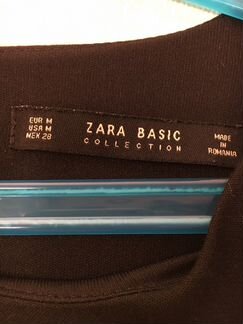 EUR M
USA M
MEX 28
ZARA BASIC
COLLECTION
MADE
IN
ROMANIA